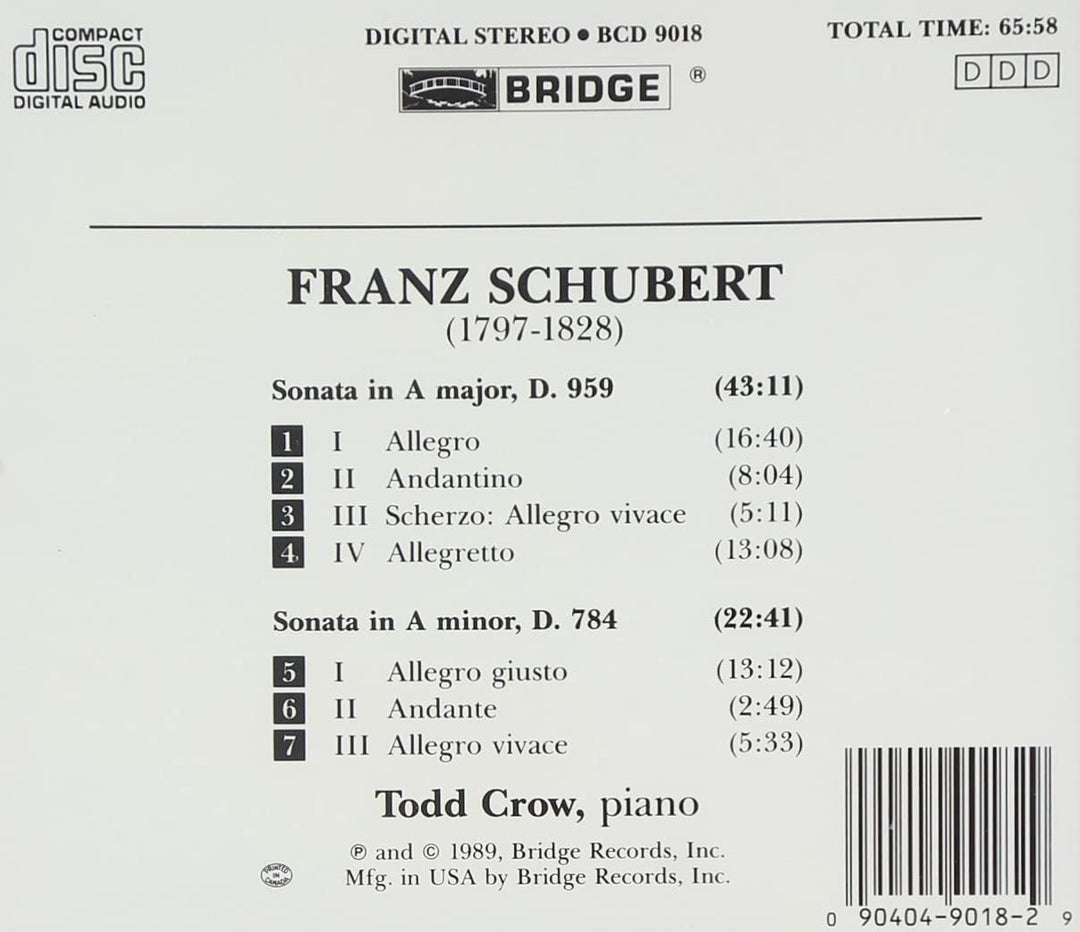 COMPACT
disc
DIGITAL AUDIO
DIGITAL STEREO ● BCD 9018
BRIDGE ®
TOTAL TIME: 65:58
D D D
FRANZ SCHUBERT
(1797-1828)
Sonata in A major, D. 959 (43:11)
1 I Allegro (16:40)
2 II Andantino (8:04)
3 III Scherzo: Allegro vivace (5:11)
4 IV Allegretto (13:08)
Sonata in A minor, D. 784 (22:41)
5 I Allegro giusto (13:12)
6 II Andante (2:49)
7 III Allegro vivace (5:33)
Todd Crow, piano
℗ and © 1989, Bridge Records, Inc.
Mfg. in USA by Bridge Records, Inc.
PRINTED
IN
CANADA
0 90404-9018-2 9